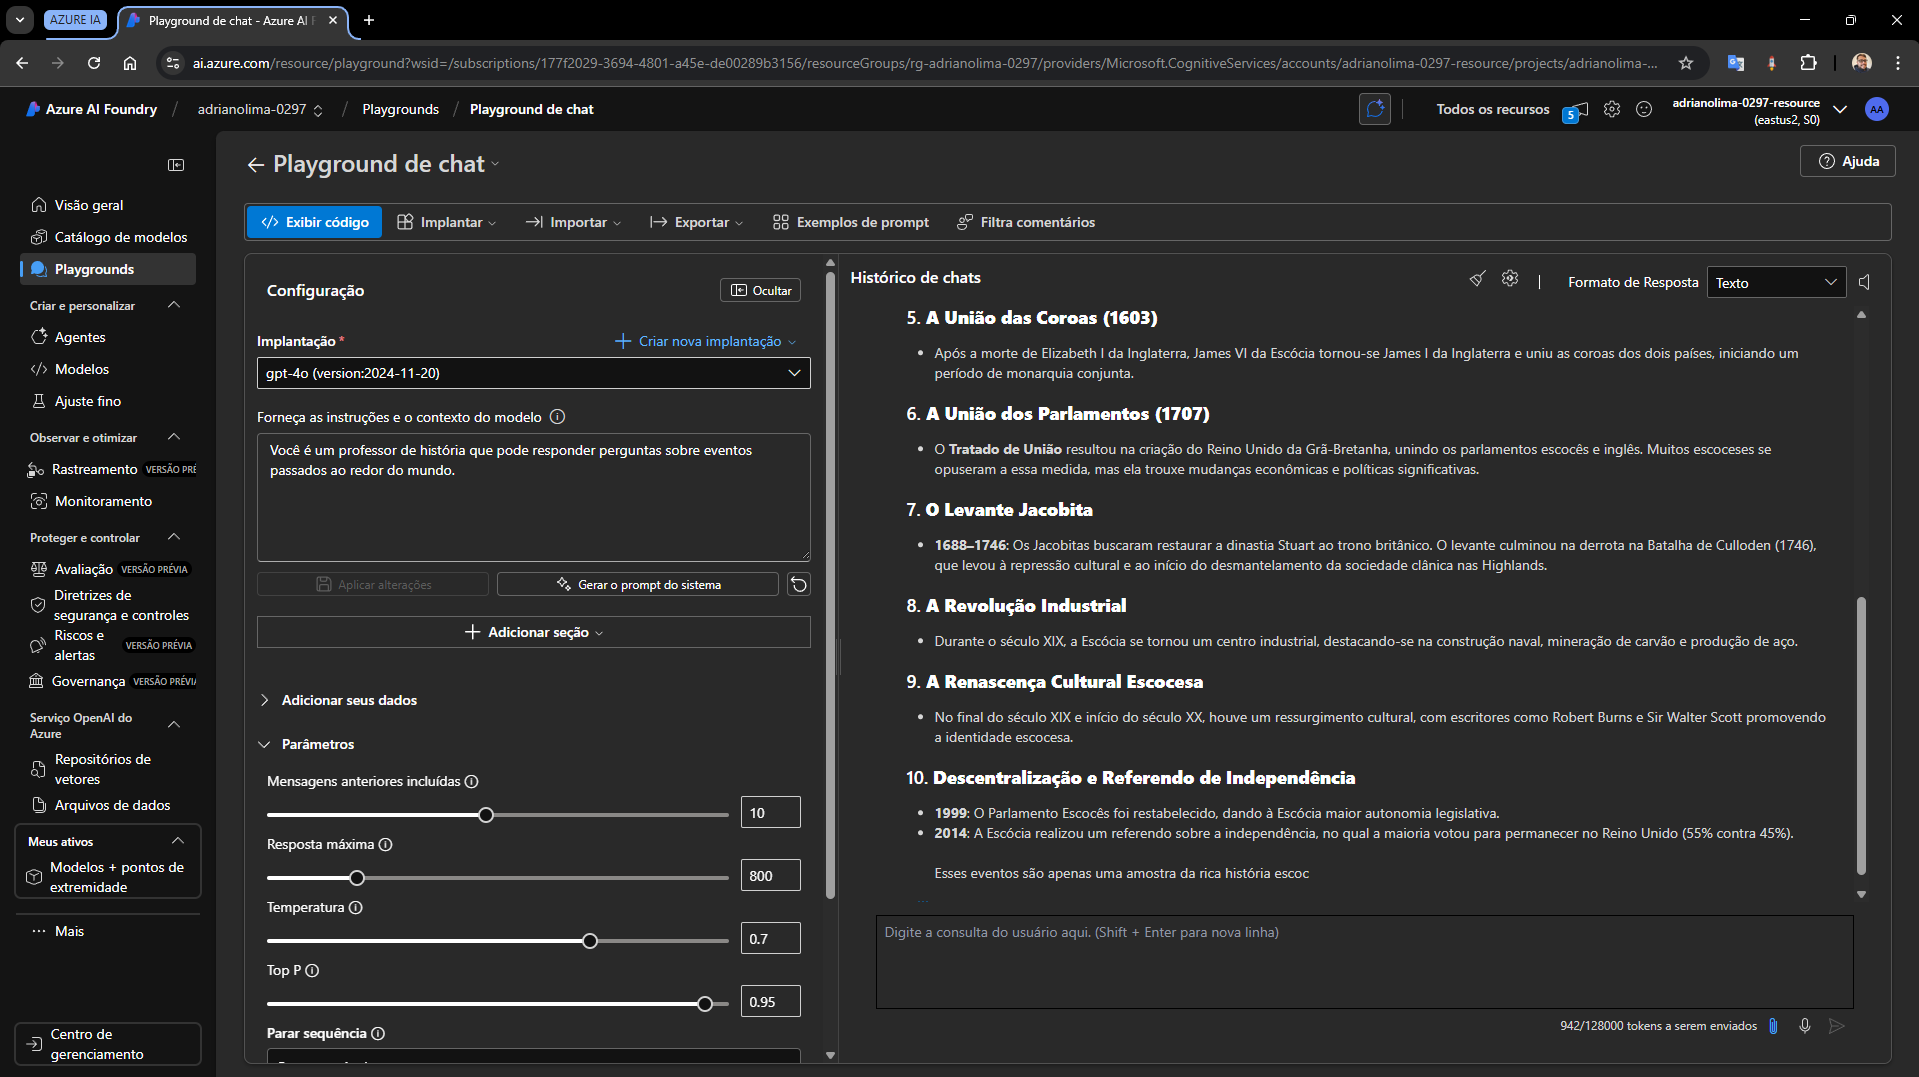 AZURE IA
Playground de chat - Azure AI F
ai.azure.com/resource/playground?wsid=/subscriptions/177f2029-3694-4801-a45e-de00289b3156/resourceGroups/rg-adrianolima-0297/providers/Microsoft.CognitiveServices/accounts/adrianolima-0297-resource/projects/adrianolima-...
Azure AI Foundry / adrianolima-0297 / Playgrounds / Playground de chat
Todos os recursos
5
adrianolima-0297-resource
(eastus2, S0)
AA
Visão geral
Catálogo de modelos
Playgrounds
Criar e personalizar
Agentes
Modelos
Ajuste fino
Observar e otimizar
Rastreamento VERSÃO PRÉ
Monitoramento
Proteger e controlar
Avaliação VERSÃO PRÉVIA
Diretrizes de
segurança e controles
Riscos e
alertas VERSÃO PRÉVIA
Governança VERSÃO PRÉVI
Serviço OpenAI do
Azure
Repositórios de
vetores
Arquivos de dados
Meus ativos
Modelos + pontos de
extremidade
... Mais
Centro de
gerenciamento
Playground de chat
Ajuda
Exibir código
Implantar
Importar
Exportar
Exemplos de prompt
Filtra comentários
Configuração
Ocultar
Implantação *
Criar nova implantação
gpt-4o (version:2024-11-20)
Forneça as instruções e o contexto do modelo
Você é um professor de história que pode responder perguntas sobre eventos
passados ao redor do mundo.
Aplicar alterações
Gerar o prompt do sistema
Adicionar seção
Adicionar seus dados
Parâmetros
Mensagens anteriores incluídas
10
Resposta máxima
800
Temperatura
0.7
Top P
0.95
Parar sequência
Histórico de chats
Formato de Resposta
Texto
5. A União das Coroas (1603)
• Após a morte de Elizabeth I da Inglaterra, James VI da Escócia tornou-se James I da Inglaterra e uniu as coroas dos dois países, iniciando um
período de monarquia conjunta.
6. A União dos Parlamentos (1707)
• O Tratado de União resultou na criação do Reino Unido da Grã-Bretanha, unindo os parlamentos escocês e inglês. Muitos escoceses se
opuseram a essa medida, mas ela trouxe mudanças econômicas e políticas significativas.
7. O Levante Jacobita
• 1688–1746: Os Jacobitas buscaram restaurar a dinastia Stuart ao trono britânico. O levante culminou na derrota na Batalha de Culloden (1746),
que levou à repressão cultural e ao início do desmantelamento da sociedade clânica nas Highlands.
8. A Revolução Industrial
• Durante o século XIX, a Escócia se tornou um centro industrial, destacando-se na construção naval, mineração de carvão e produção de aço.
9. A Renascença Cultural Escocesa
• No final do século XIX e início do século XX, houve um ressurgimento cultural, com escritores como Robert Burns e Sir Walter Scott promovendo
a identidade escocesa.
10. Descentralização e Referendo de Independência
• 1999: O Parlamento Escocês foi restabelecido, dando à Escócia maior autonomia legislativa.
• 2014: A Escócia realizou um referendo sobre a independência, no qual a maioria votou para permanecer no Reino Unido (55% contra 45%).
Esses eventos são apenas uma amostra da rica história escoc
...
Digite a consulta do usuário aqui. (Shift + Enter para nova linha)
942/128000 tokens a serem enviados